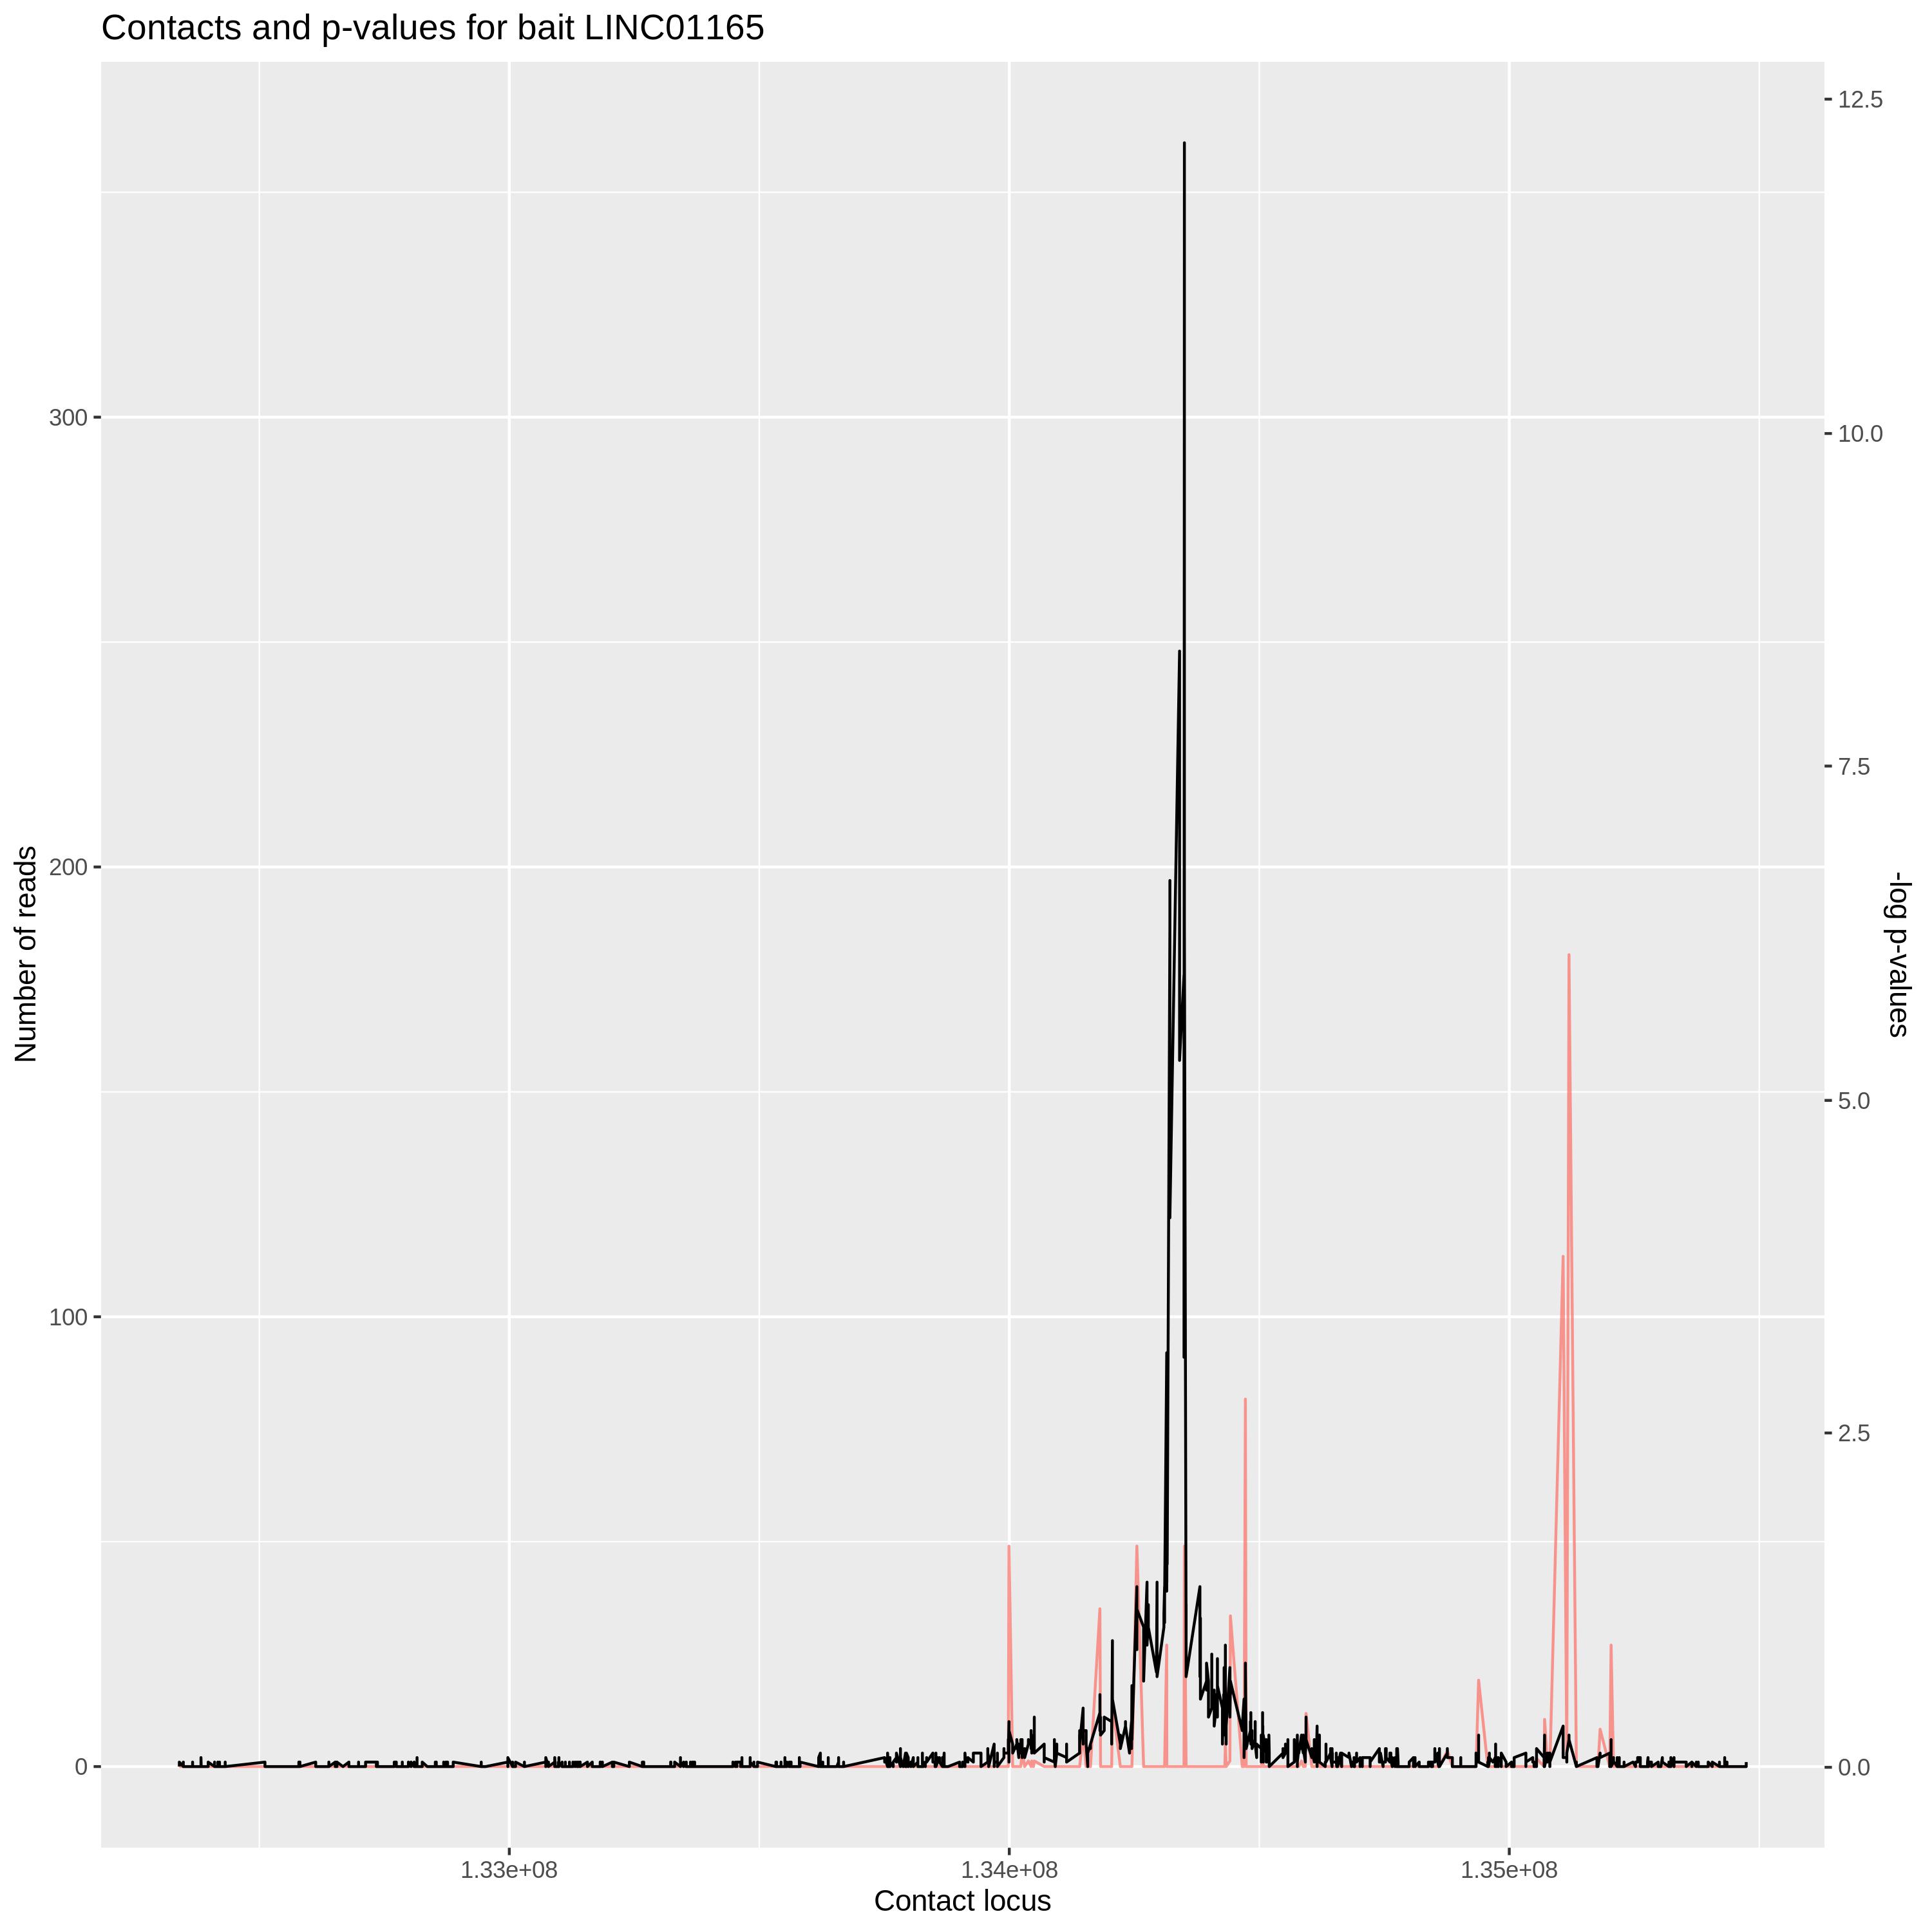 Contacts and p-values for bait LINC01165
12.5
300
10.0
7.5
Number of reads
200
-log p-values
5.0
100
2.5
0
0.0
1.33e+08
1.34e+08
1.35e+08
Contact locus